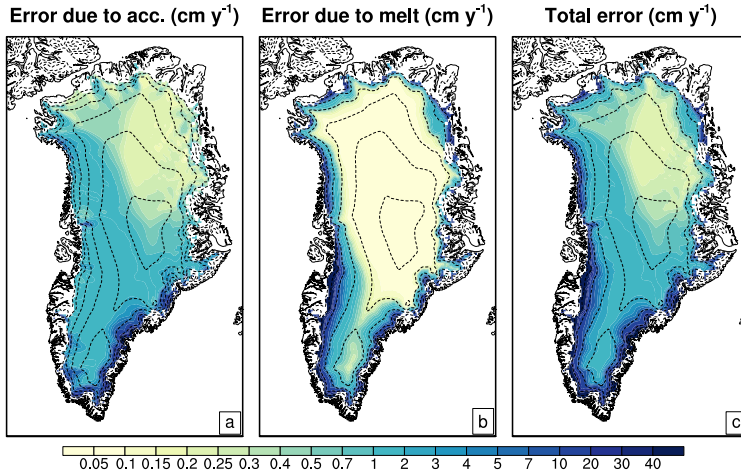 Error due to acc. (cm y⁻¹) Error due to melt (cm y⁻¹) Total error (cm y⁻¹)
a b c
0.05 0.1 0.15 0.2 0.25 0.3 0.4 0.5 0.7 1 2 3 4 5 7 10 20 30 40